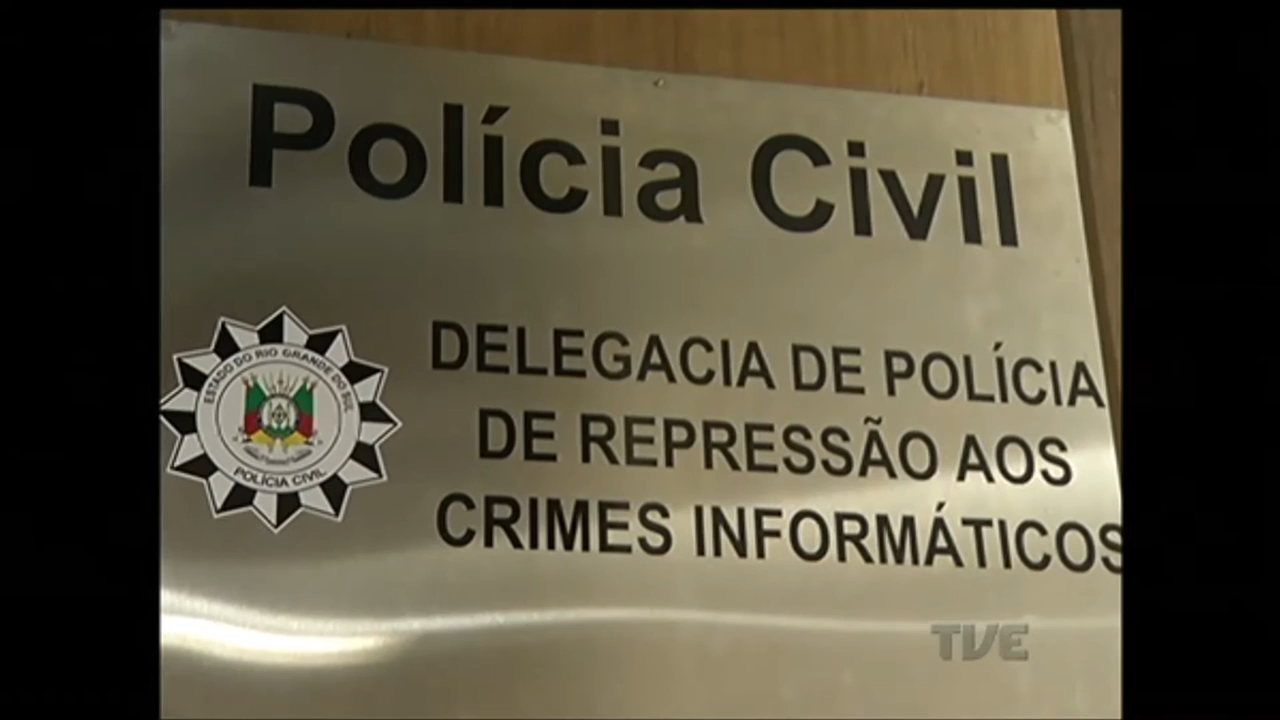 Polícia Civil
ESTADO DO RIO GRANDE DO SUL
POLÍCIA CIVIL
DELEGACIA DE POLÍCIA
DE REPRESSÃO AOS
CRIMES INFORMÁTICOS
TVE